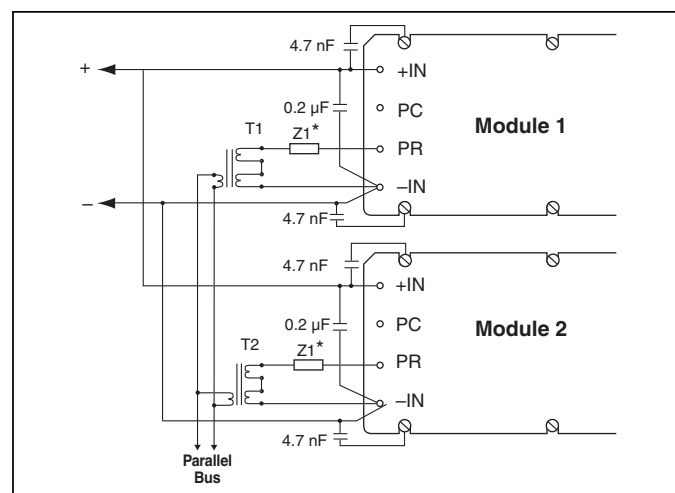 4.7 nF
+
+IN
0.2 µF
PC
T1
Z1*
Module 1
PR
–IN
–
4.7 nF
4.7 nF
+IN
0.2 µF
PC
T2
Z1*
Module 2
PR
–IN
4.7 nF
Parallel
Bus